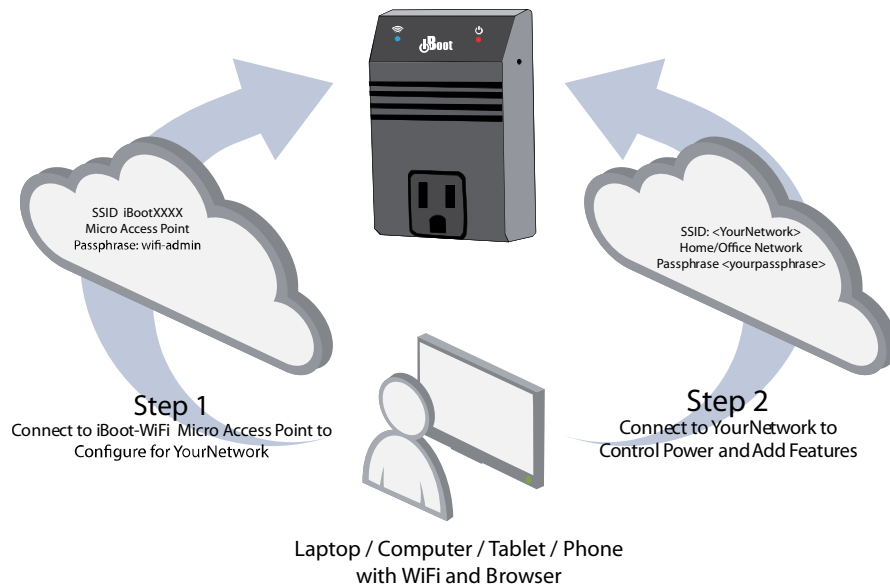 iBoot
SSID iBootXXXX
Micro Access Point
Passphrase: wifi-admin
SSID: <YourNetwork>
Home/Office Network
Passphrase <yourpassphrase>
Step 1
Connect to iBoot-WiFi Micro Access Point to
Configure for YourNetwork
Step 2
Connect to YourNetwork to
Control Power and Add Features
Laptop / Computer / Tablet / Phone
with WiFi and Browser